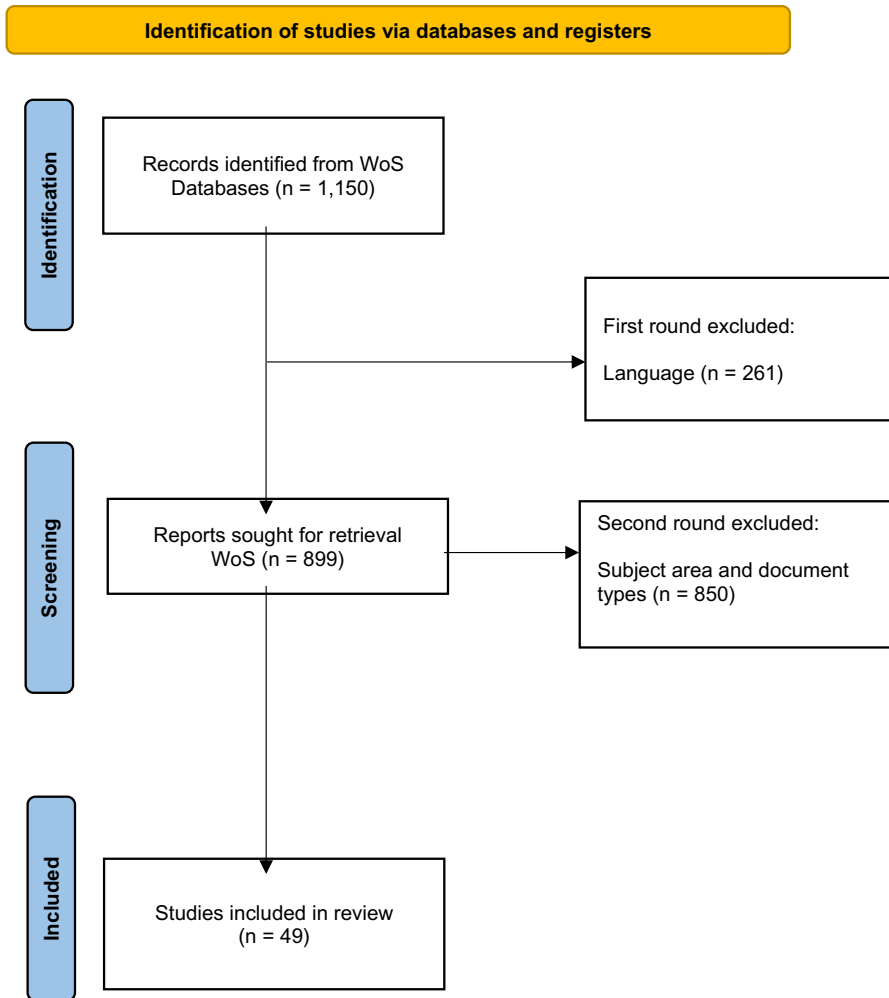 Identification of studies via databases and registers
Identification
Records identified from WoS
Databases (n = 1,150)
First round excluded:
Language (n = 261)
Screening
Reports sought for retrieval
WoS (n = 899)
Second round excluded:
Subject area and document
types (n = 850)
Included
Studies included in review
(n = 49)